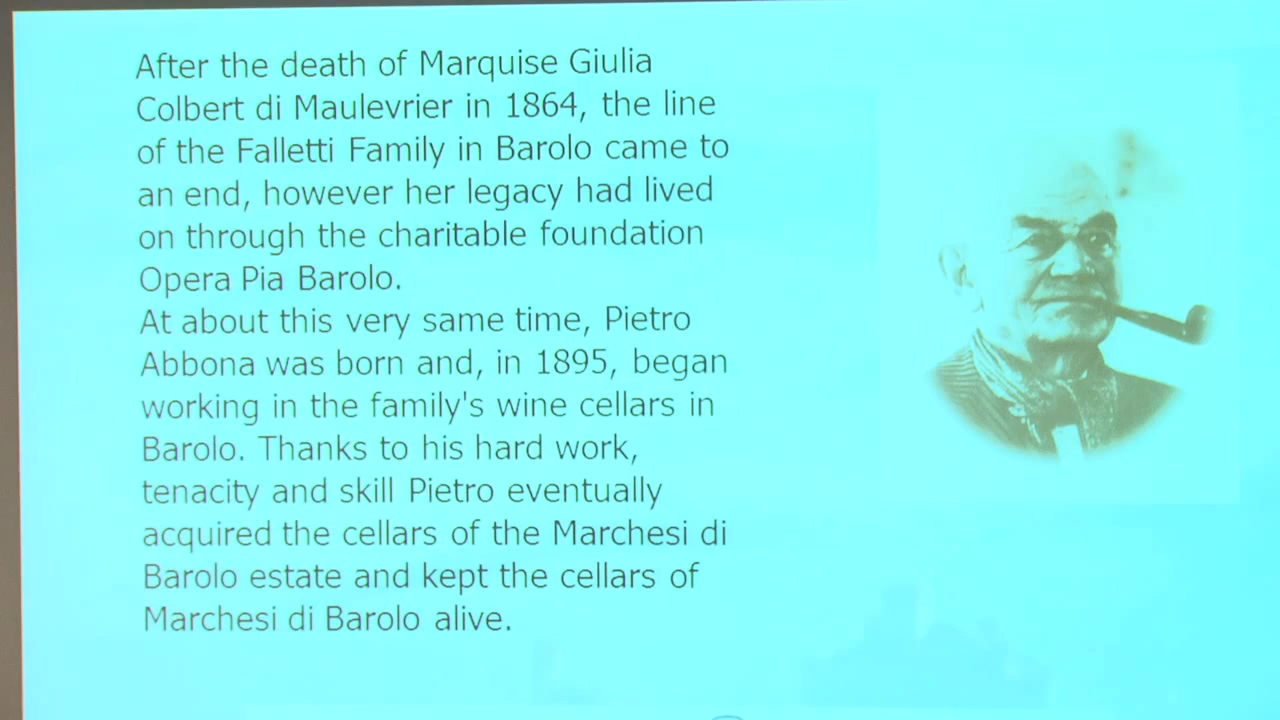 After the death of Marquise Giulia
Colbert di Maulevrier in 1864, the line
of the Falletti Family in Barolo came to
an end, however her legacy had lived
on through the charitable foundation
Opera Pia Barolo.
At about this very same time, Pietro
Abbona was born and, in 1895, began
working in the family's wine cellars in
Barolo. Thanks to his hard work,
tenacity and skill Pietro eventually
acquired the cellars of the Marchesi di
Barolo estate and kept the cellars of
Marchesi di Barolo alive.